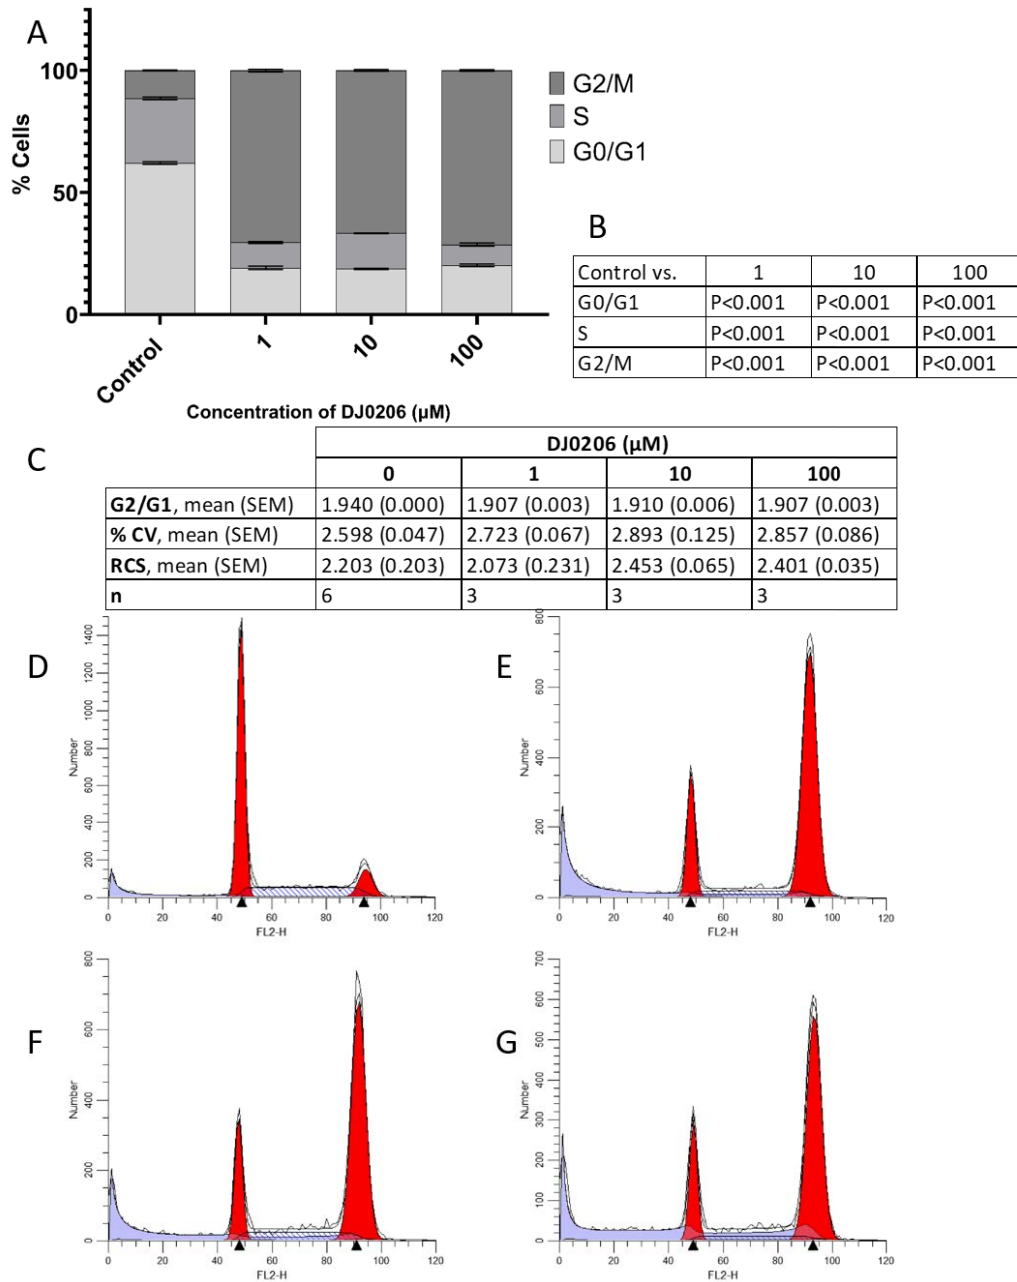 A
% Cells
100
50
0
Control
1
10
100
Concentration of DJ0206 (µM)
G2/M
S
G0/G1
B
Control vs. 1 10 100
G0/G1 P<0.001 P<0.001 P<0.001
S P<0.001 P<0.001 P<0.001
G2/M P<0.001 P<0.001 P<0.001
C
DJ0206 (µM)
0 1 10 100
G2/G1, mean (SEM) 1.940 (0.000) 1.907 (0.003) 1.910 (0.006) 1.907 (0.003)
% CV, mean (SEM) 2.598 (0.047) 2.723 (0.067) 2.893 (0.125) 2.857 (0.086)
RCS, mean (SEM) 2.203 (0.203) 2.073 (0.231) 2.453 (0.065) 2.401 (0.035)
n 6 3 3 3
D
Number
1400
1200
1000
800
600
400
200
0
0 20 40 60 80 100 120
FL2-H
E
Number
800
600
400
200
0
0 20 40 60 80 100 120
FL2-H
F
Number
800
600
400
200
0
0 20 40 60 80 100 120
FL2-H
G
Number
700
600
500
400
300
200
100
0
0 20 40 60 80 100 120
FL2-H